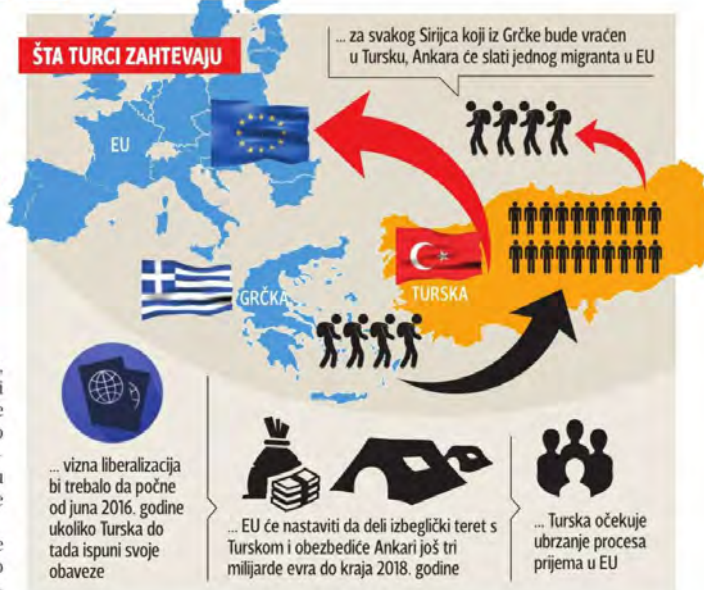 ŠTA TURCI ZAHTEVAJU
... za svakog Sirijca koji iz Grčke bude vraćen
u Tursku, Ankara će slati jednog migranta u EU
EU
GRČKA
TURSKA
... vizna liberalizacija
bi trebalo da počne
od juna 2016. godine
ukoliko Turska do
tada ispuni svoje
obaveze
... EU će nastaviti da deli izbeglički teret s
Turskom i obezbediće Ankari još tri
milijarde evra do kraja 2018. godine
... Turska očekuje
ubrzanje procesa
prijema u EU